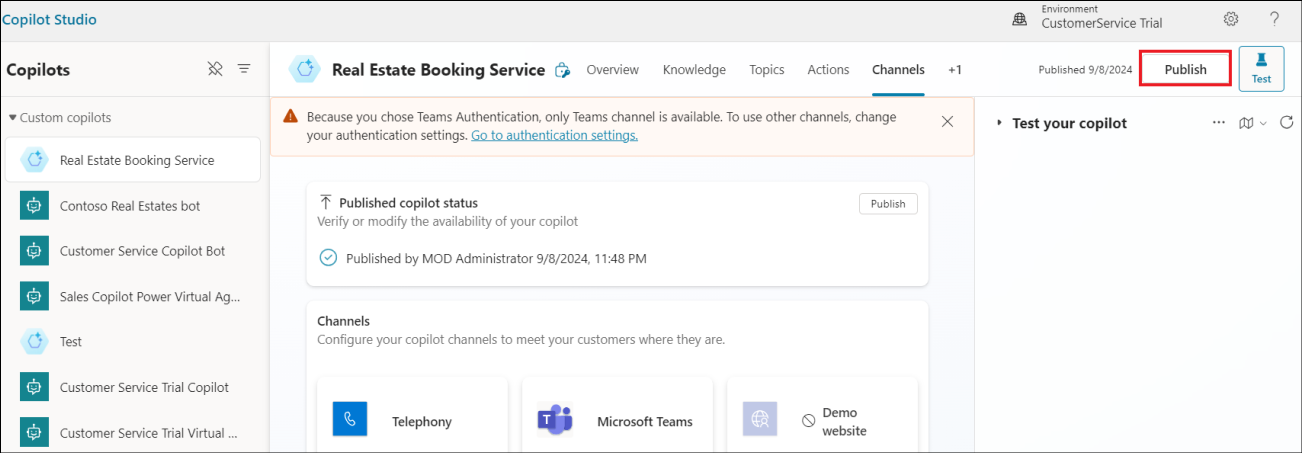 Copilot Studio
Environment
CustomerService Trial
?
Copilots
Real Estate Booking Service
Overview
Knowledge
Topics
Actions
Channels
+1
Published 9/8/2024
Publish
Test
Custom copilots
Real Estate Booking Service
Contoso Real Estates bot
Customer Service Copilot Bot
Sales Copilot Power Virtual Ag...
Test
Customer Service Trial Copilot
Customer Service Trial Virtual ...
Because you chose Teams Authentication, only Teams channel is available. To use other channels, change
your authentication settings. Go to authentication settings.
Published copilot status
Publish
Verify or modify the availability of your copilot
Published by MOD Administrator 9/8/2024, 11:48 PM
Channels
Configure your copilot channels to meet your customers where they are.
Telephony
T
Microsoft Teams
Demo
website
Test your copilot
...